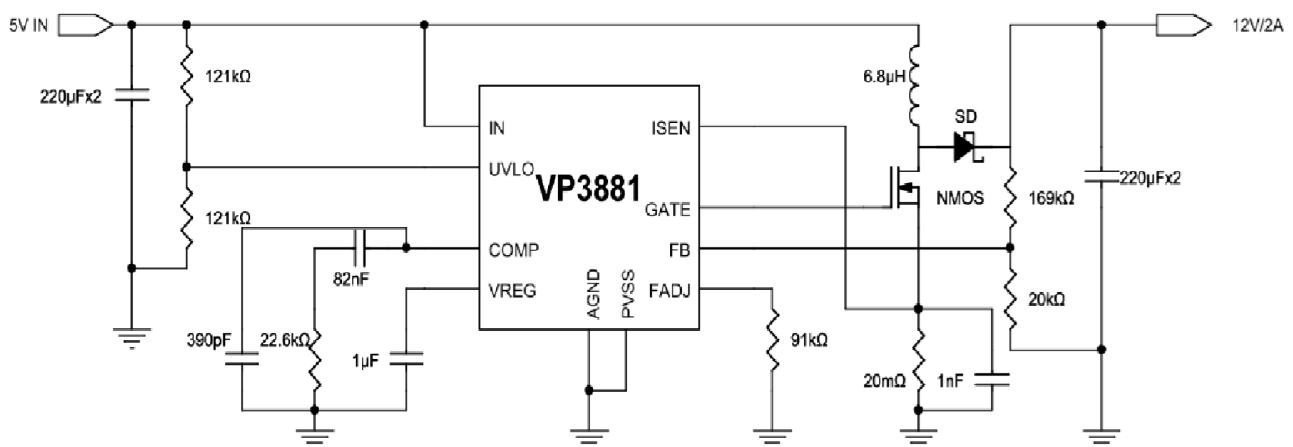 5V IN
12V/2A
121kΩ
6.8µH
220µFx2
SD
IN
ISEN
UVLO
VP3881
NMOS
220µFx2
169kΩ
GATE
121kΩ
COMP
FB
82nF
VREG
AGND
PVSS
FADJ
20kΩ
390pF
22.6kΩ
1µF
91kΩ
20mΩ
1nF